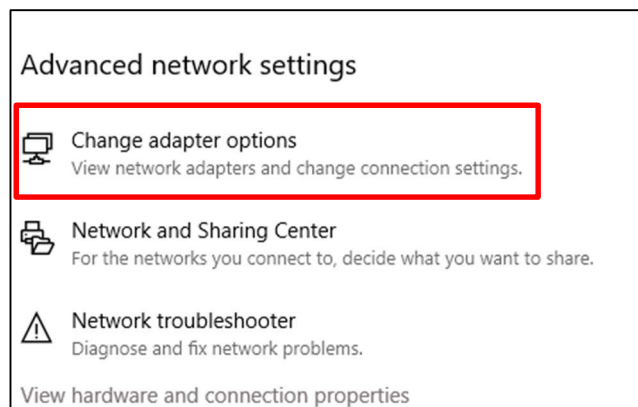 Advanced network settings
Change adapter options
View network adapters and change connection settings.
Network and Sharing Center
For the networks you connect to, decide what you want to share.
Network troubleshooter
Diagnose and fix network problems.
View hardware and connection properties